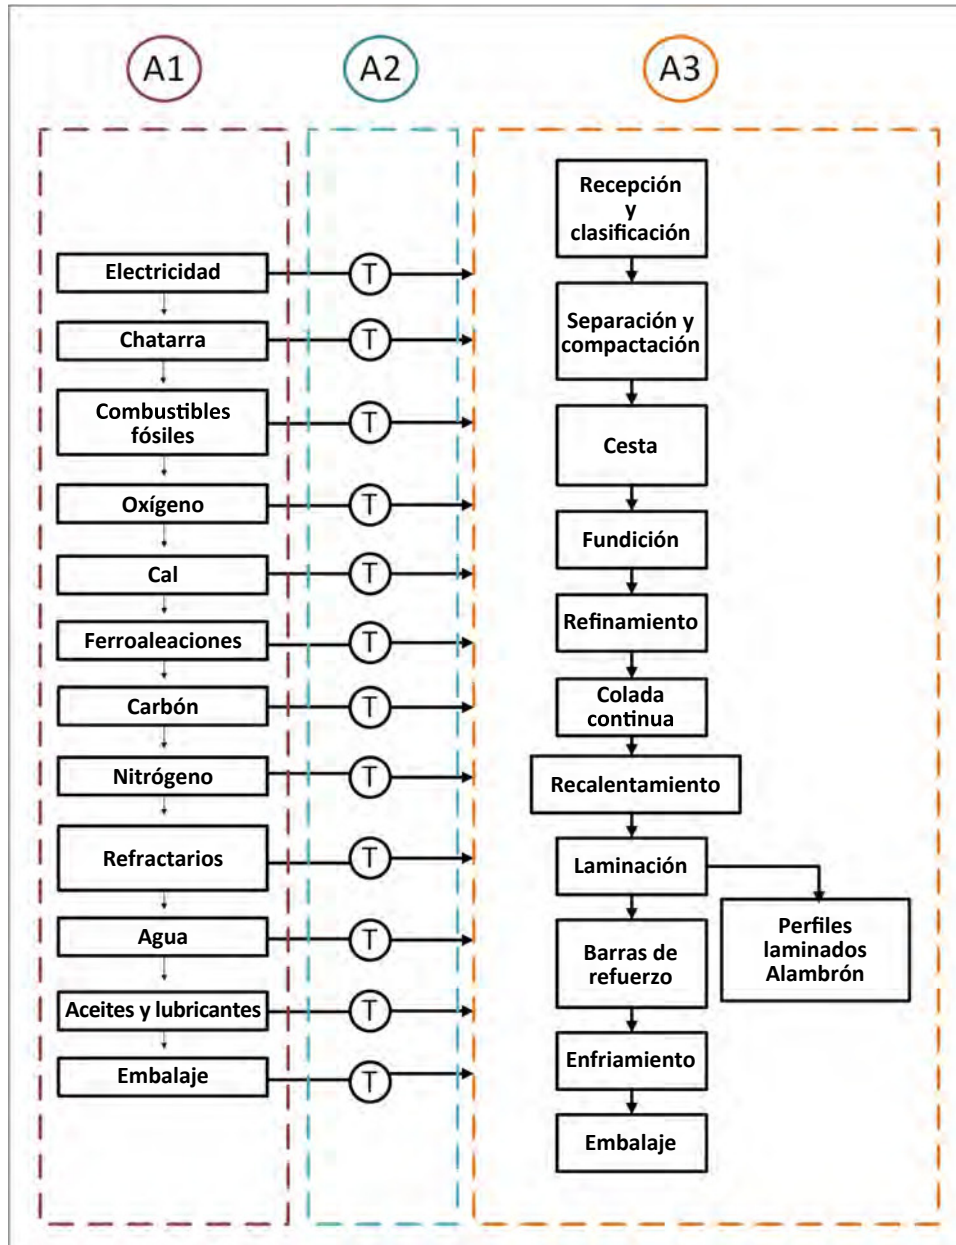 A1
A2
A3
Electricidad
T
Chatarra
T
Combustibles
fósiles
T
Oxígeno
T
Cal
T
Ferroaleaciones
T
Carbón
T
Nitrógeno
T
Refractarios
T
Agua
T
Aceites y lubricantes
T
Embalaje
T
Recepción
y
clasificación
Separación y
compactación
Cesta
Fundición
Refinamiento
Colada
continua
Recalentamiento
Laminación
Perfiles
laminados
Alambrón
Barras de
refuerzo
Enfriamiento
Embalaje